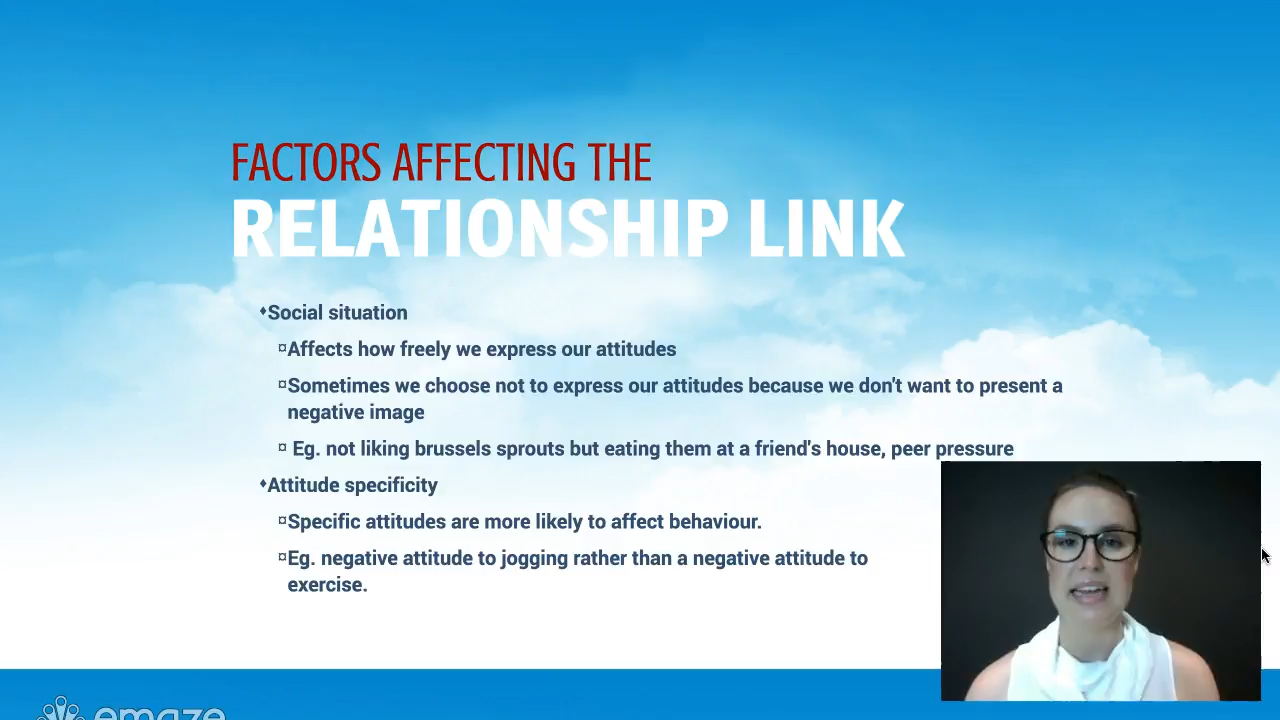 FACTORS AFFECTING THE
RELATIONSHIP LINK
♦Social situation
¤Affects how freely we express our attitudes
¤Sometimes we choose not to express our attitudes because we don't want to present a
negative image
¤ Eg. not liking brussels sprouts but eating them at a friend's house, peer pressure
♦Attitude specificity
¤Specific attitudes are more likely to affect behaviour.
¤Eg. negative attitude to jogging rather than a negative attitude to
exercise.
emaze